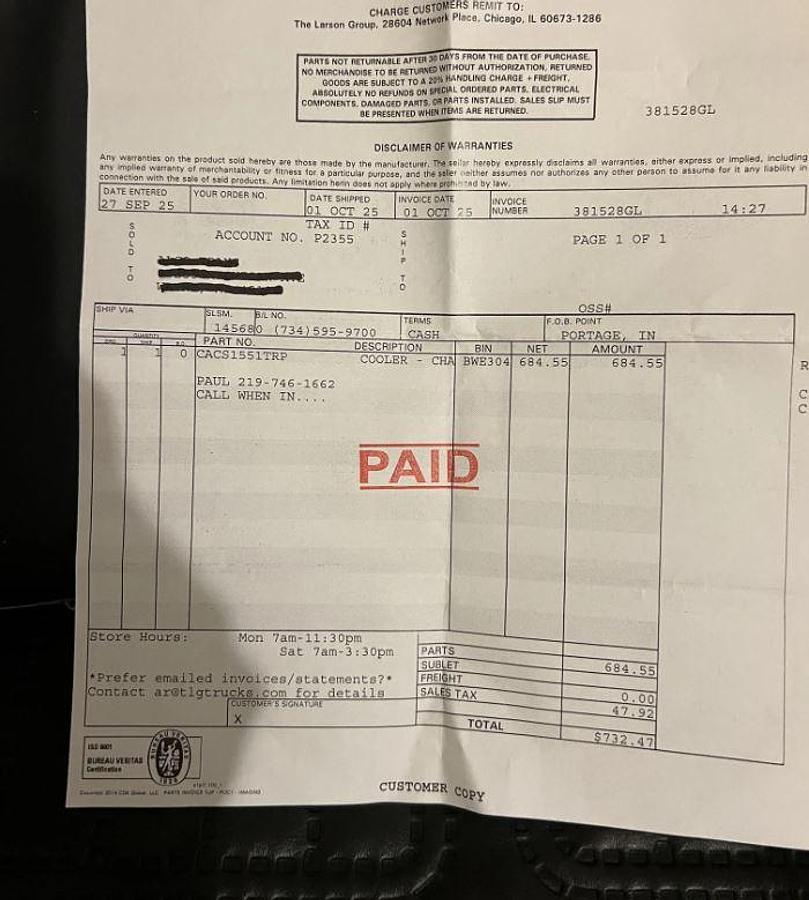 CHARGE CUSTOMERS REMIT TO:
The Larson Group, 28604 Network Place, Chicago, IL 60673-1286
PARTS NOT RETURNABLE AFTER 30 DAYS FROM THE DATE OF PURCHASE.
NO MERCHANDISE TO BE RETURNED WITHOUT AUTHORIZATION, RETURNED
GOODS ARE SUBJECT TO A 20% HANDLING CHARGE + FREIGHT.
ABSOLUTELY NO REFUNDS ON SPECIAL ORDERED PARTS. ELECTRICAL
COMPONENTS. DAMAGED PARTS, OR PARTS INSTALLED. SALES SLIP MUST
BE PRESENTED WHEN ITEMS ARE RETURNED.
381528GL
DISCLAIMER OF WARRANTIES
Any warranties on the product sold hereby are those made by the manufacturer. The seller hereby expressly disclaims all warranties, either express or implied, including
any implied warranty of merchantability or fitness for a particular purpose, and the seller neither assumes nor authorizes any other person to assume for it any liability in
connection with the sale of said products. Any limitation herin does not apply where prohibited by law.
DATE ENTERED YOUR ORDER NO. DATE SHIPPED INVOICE DATE INVOICE NUMBER
27 SEP 25 01 OCT 25 01 OCT 25 381528GL 14:27
TAX ID #
ACCOUNT NO. P2355 PAGE 1 OF 1
SOLD TO
SHIP TO
OSS#
SHIP VIA SLSM. B/L NO. TERMS F.O.B. POINT
145680 (734)595-9700 CASH PORTAGE, IN
QUANTITY PART NO. DESCRIPTION BIN NET AMOUNT
1 1 0 CACS1551TRP COOLER - CHA BWE304 684.55 684.55
PAUL 219-746-1662
CALL WHEN IN....
R
C
C
PAID
Store Hours: Mon 7am-11:30pm
Sat 7am-3:30pm
*Prefer emailed invoices/statements?*
Contact ar@tlgtrucks.com for details
CUSTOMER'S SIGNATURE
X
PARTS 684.55
SUBLET
FREIGHT 0.00
SALES TAX 47.92
TOTAL $732.47
ISO 9001
BUREAU VERITAS
Certification
BUREAU VERITAS
1828
CUSTOMER COPY